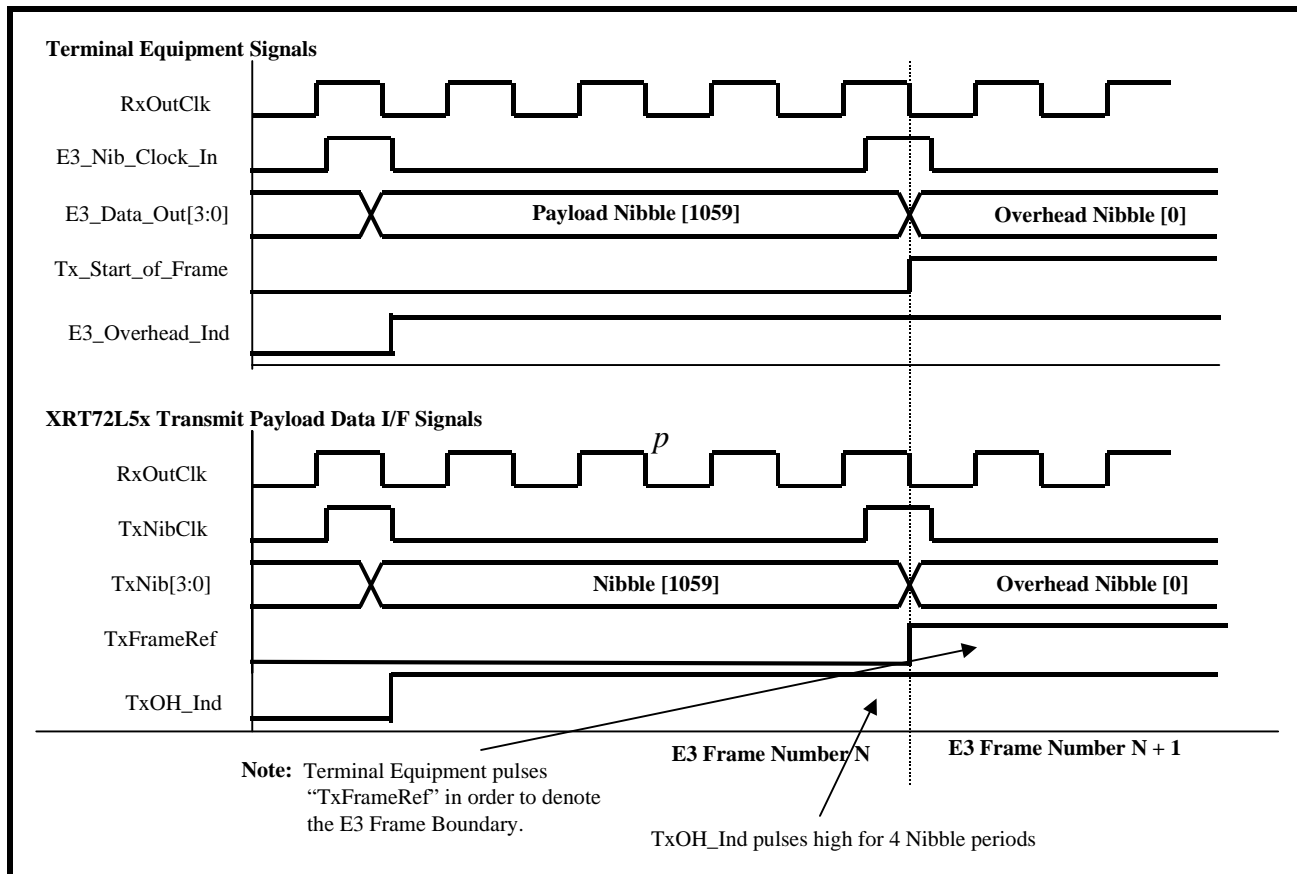 Terminal Equipment Signals
RxOutClk
E3_Nib_Clock_In
E3_Data_Out[3:0]
Payload Nibble [1059]
Overhead Nibble [0]
Tx_Start_of_Frame
E3_Overhead_Ind
XRT72L5x Transmit Payload Data I/F Signals
p
RxOutClk
TxNibClk
TxNib[3:0]
Nibble [1059]
Overhead Nibble [0]
TxFrameRef
TxOH_Ind
E3 Frame Number N
E3 Frame Number N + 1
Note: Terminal Equipment pulses
“TxFrameRef” in order to denote
the E3 Frame Boundary.
TxOH_Ind pulses high for 4 Nibble periods